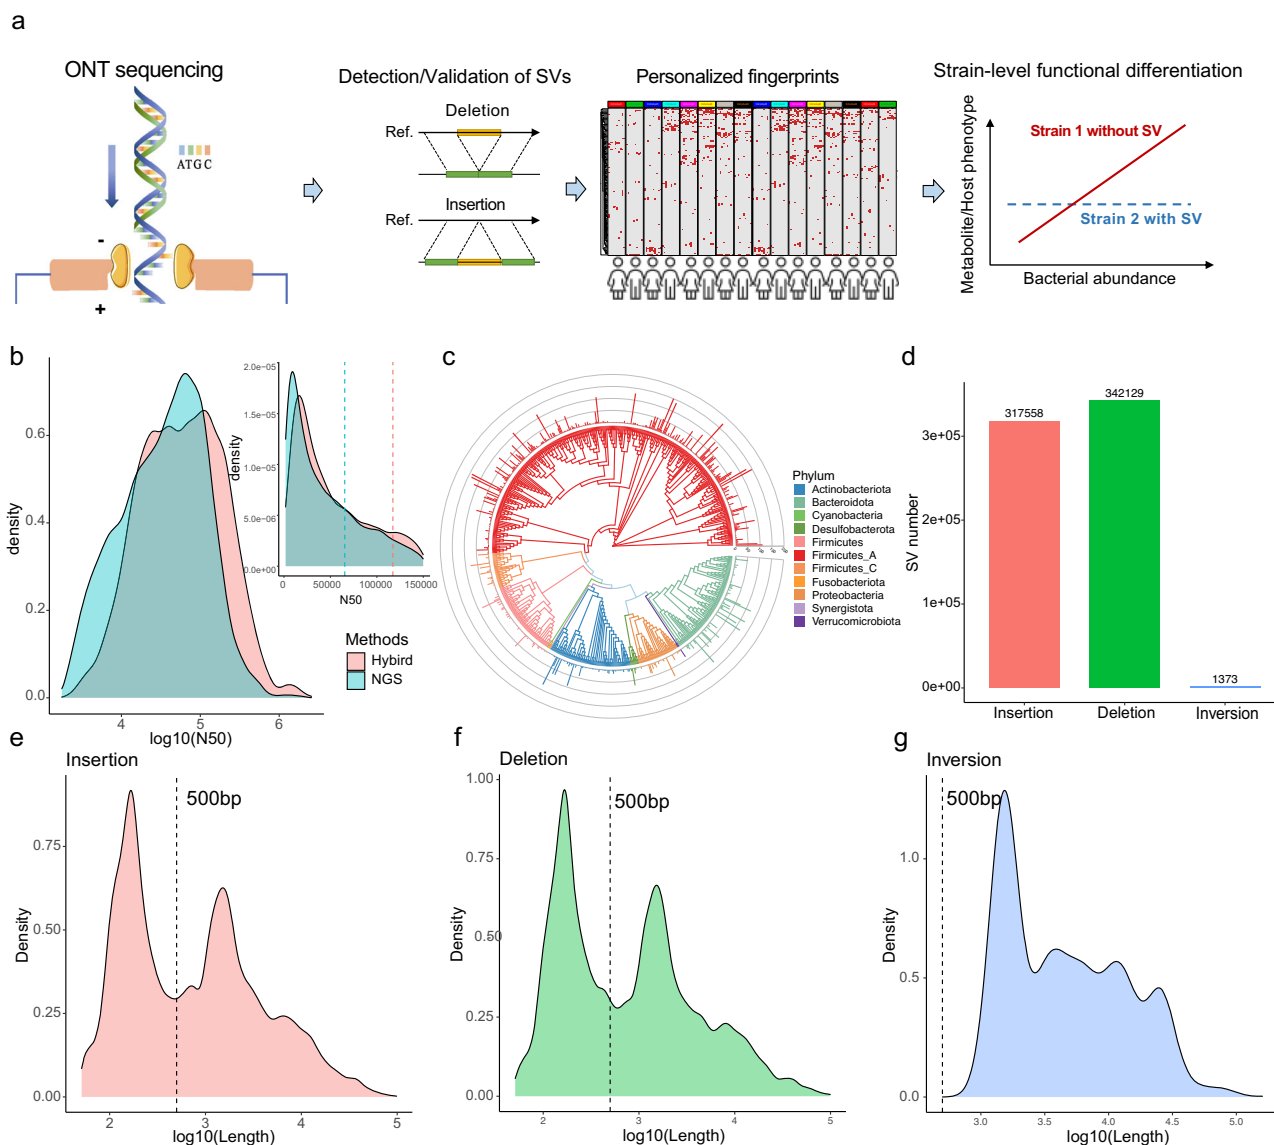 a
ONT sequencing
Detection/Validation of SVs
Personalized fingerprints
Strain-level functional differentiation
ATGC
-
+
Deletion
Ref.
Insertion
Ref.
Metabolite/Host phenotype
Strain 1 without SV
Strain 2 with SV
Bacterial abundance
b
density
0.6
0.4
0.2
0.0
4
5
6
log10(N50)
2.0e-05
1.5e-05
1.0e-05
5.0e-06
0.0e+00
density
0
500000
1000000
1500000
N50
Methods
Hybird
NGS
c
Phylum
Actinobacteriota
Bacteroidota
Cyanobacteria
Desulfobacterota
Firmicutes
Firmicutes_A
Firmicutes_C
Fusobacteriota
Proteobacteria
Synergistota
Verrucomicrobiota
d
SV number
3e+05
2e+05
1e+05
0e+00
317558
342129
1373
Insertion
Deletion
Inversion
e
Insertion
500bp
Density
0.75
0.50
0.25
0.00
2
3
4
5
log10(Length)
f
Deletion
500bp
Density
1.00
0.75
0.50
0.25
0.00
2
3
4
5
log10(Length)
g
Inversion
500bp
Density
1.0
0.5
0.0
3.0
3.5
4.0
4.5
5.0
log10(Length)